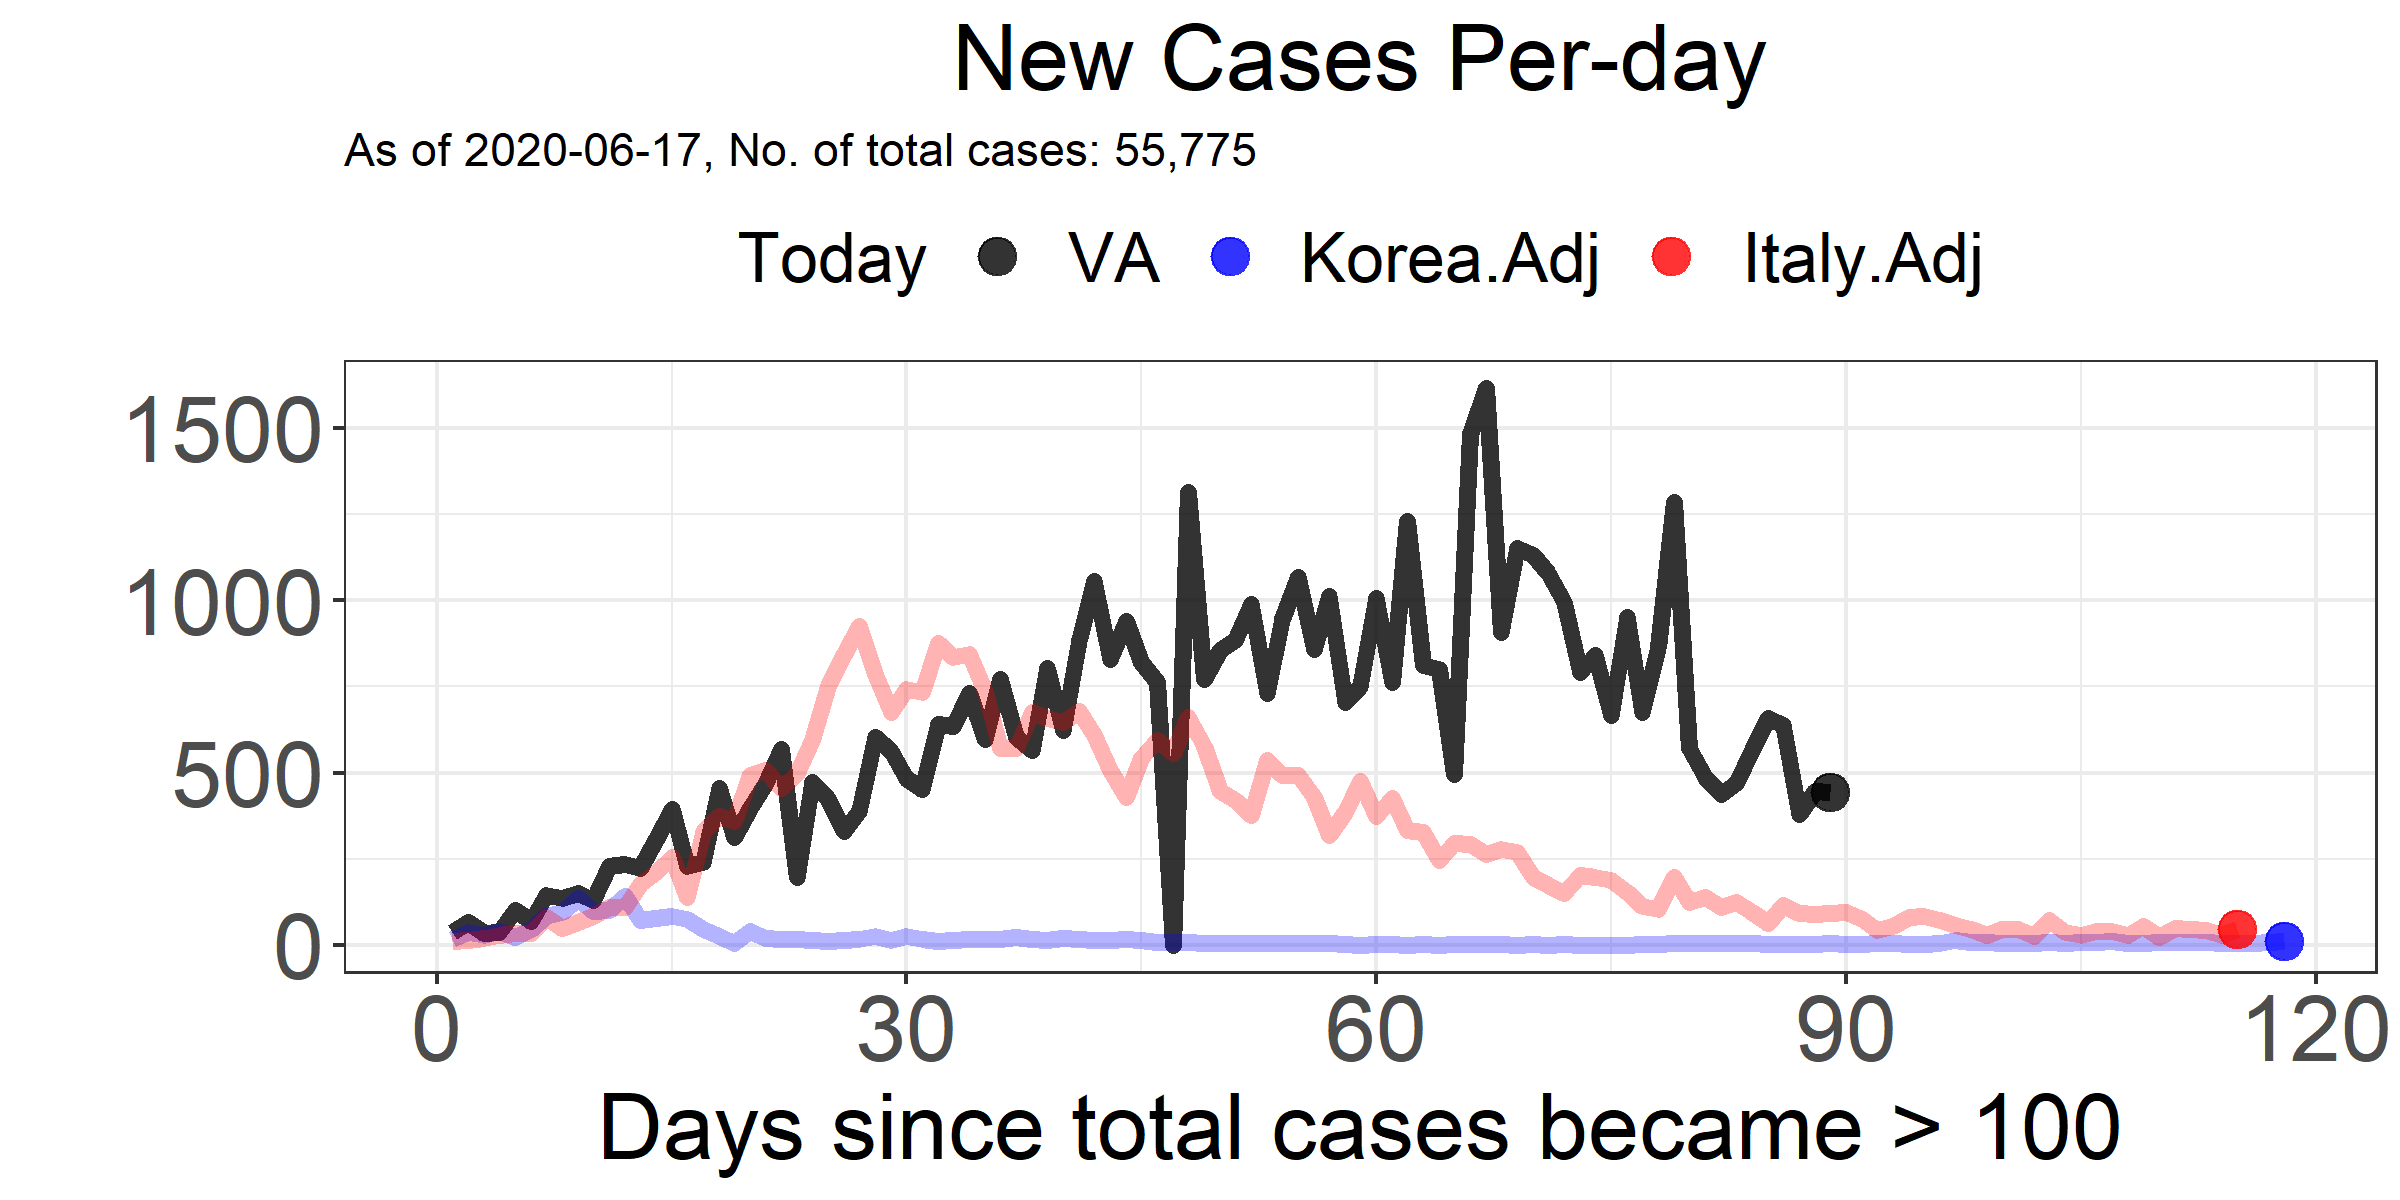 New Cases Per-day
As of 2020-06-17, No. of total cases: 55,775
Today VA Korea.Adj Italy.Adj
1500
1000
500
0
0 30 60 90 120
Days since total cases became > 100